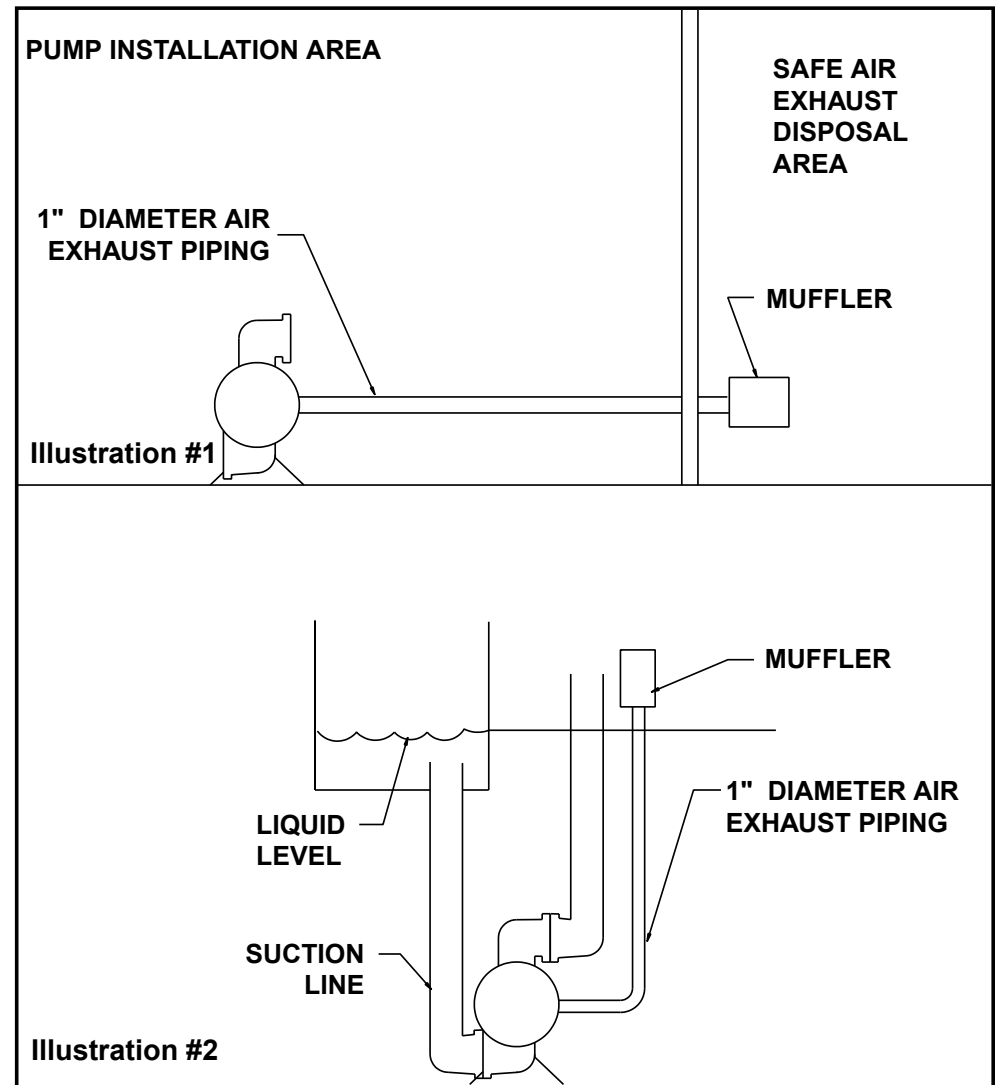 PUMP INSTALLATION AREA
SAFE AIR
EXHAUST
DISPOSAL
AREA
1" DIAMETER AIR
EXHAUST PIPING
MUFFLER
Illustration #1
MUFFLER
1" DIAMETER AIR
EXHAUST PIPING
LIQUID
LEVEL
SUCTION
LINE
Illustration #2